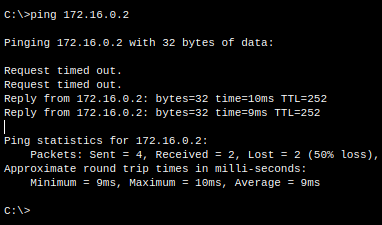 C:\>ping 172.16.0.2
Pinging 172.16.0.2 with 32 bytes of data:
Request timed out.
Request timed out.
Reply from 172.16.0.2: bytes=32 time=10ms TTL=252
Reply from 172.16.0.2: bytes=32 time=9ms TTL=252
Ping statistics for 172.16.0.2:
    Packets: Sent = 4, Received = 2, Lost = 2 (50% loss),
Approximate round trip times in milli-seconds:
    Minimum = 9ms, Maximum = 10ms, Average = 9ms
C:\>